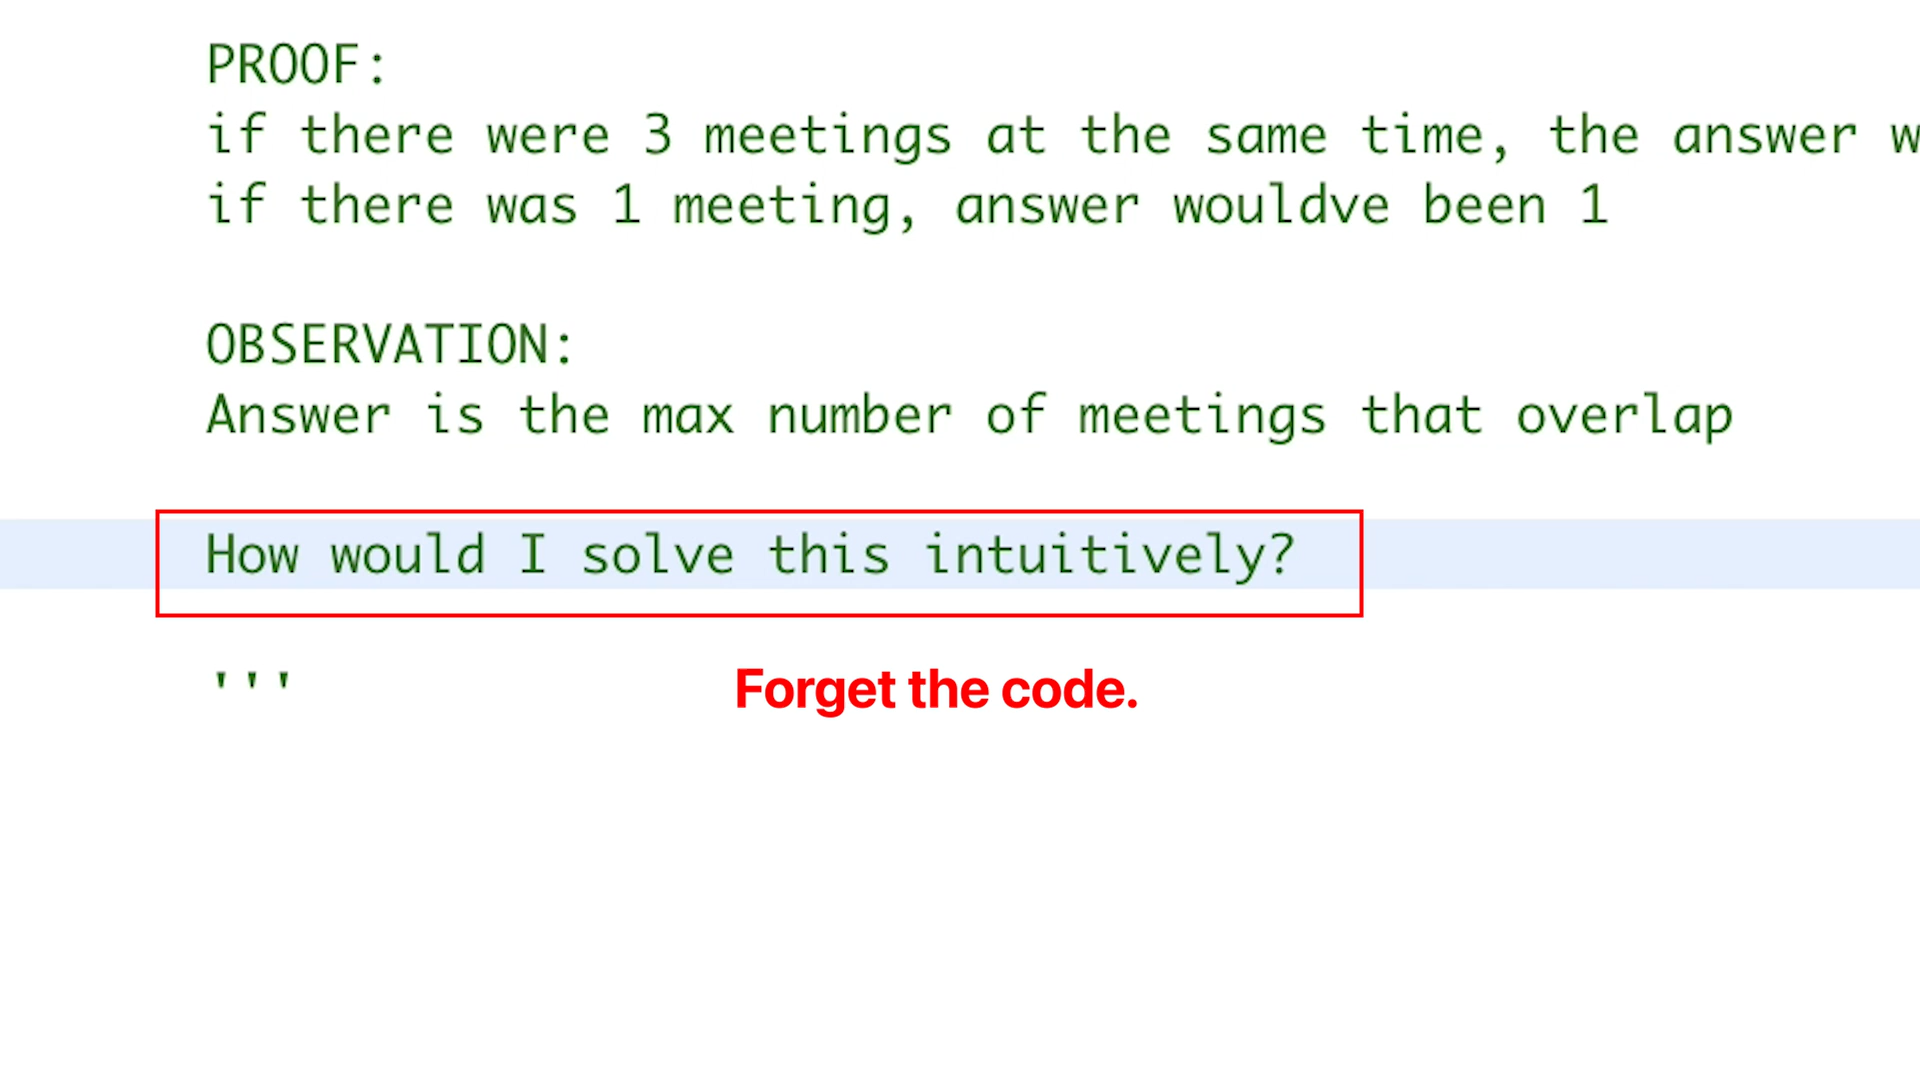 PROOF:
if there were 3 meetings at the same time, the answer
if there was 1 meeting, answer wouldve been 1
OBSERVATION:
Answer is the max number of meetings that overlap
How would I solve this intuitively?
'''
Forget the code.